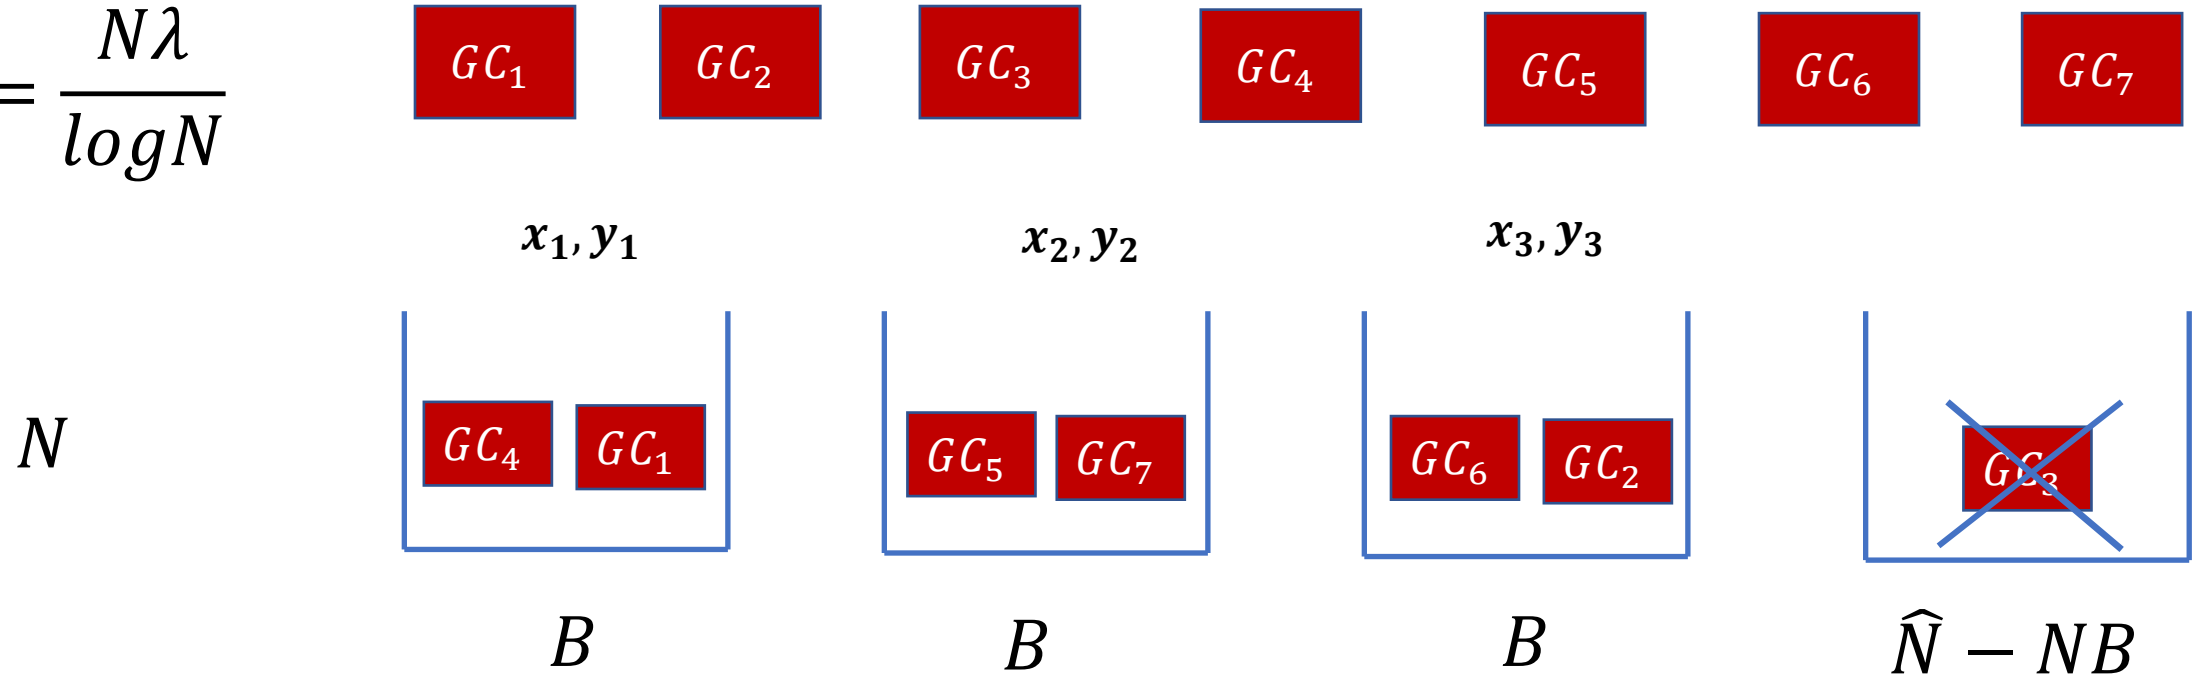 = Nλ / logN
GC₁ GC₂ GC₃ GC₄ GC₅ GC₆ GC₇
x₁, y₁ x₂, y₂ x₃, y₃
N
GC₄ GC₁ GC₅ GC₇ GC₆ GC₂ GC₃
B B B N̂ − NB